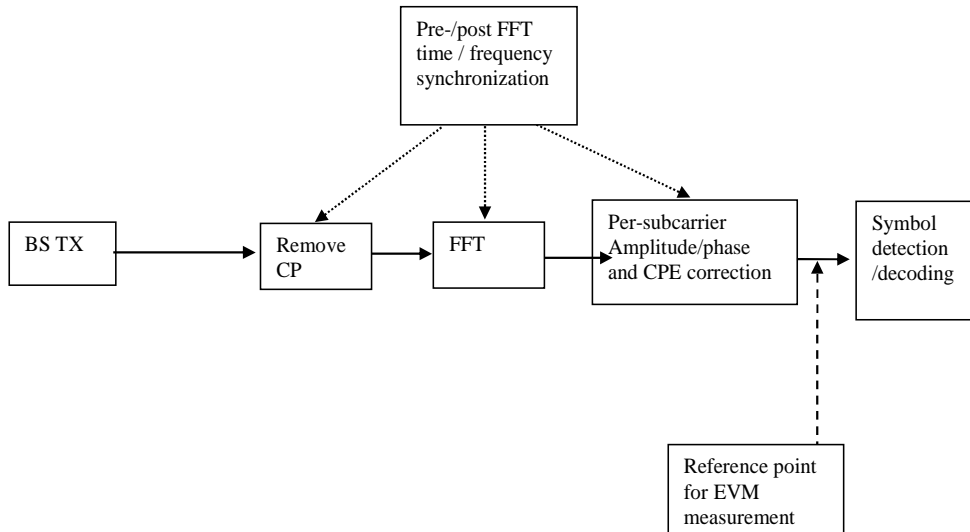 Pre-/post FFT
time / frequency
synchronization
BS TX
Remove
CP
FFT
Per-subcarrier
Amplitude/phase
and CPE correction
Symbol
detection
/decoding
Reference point
for EVM
measurement